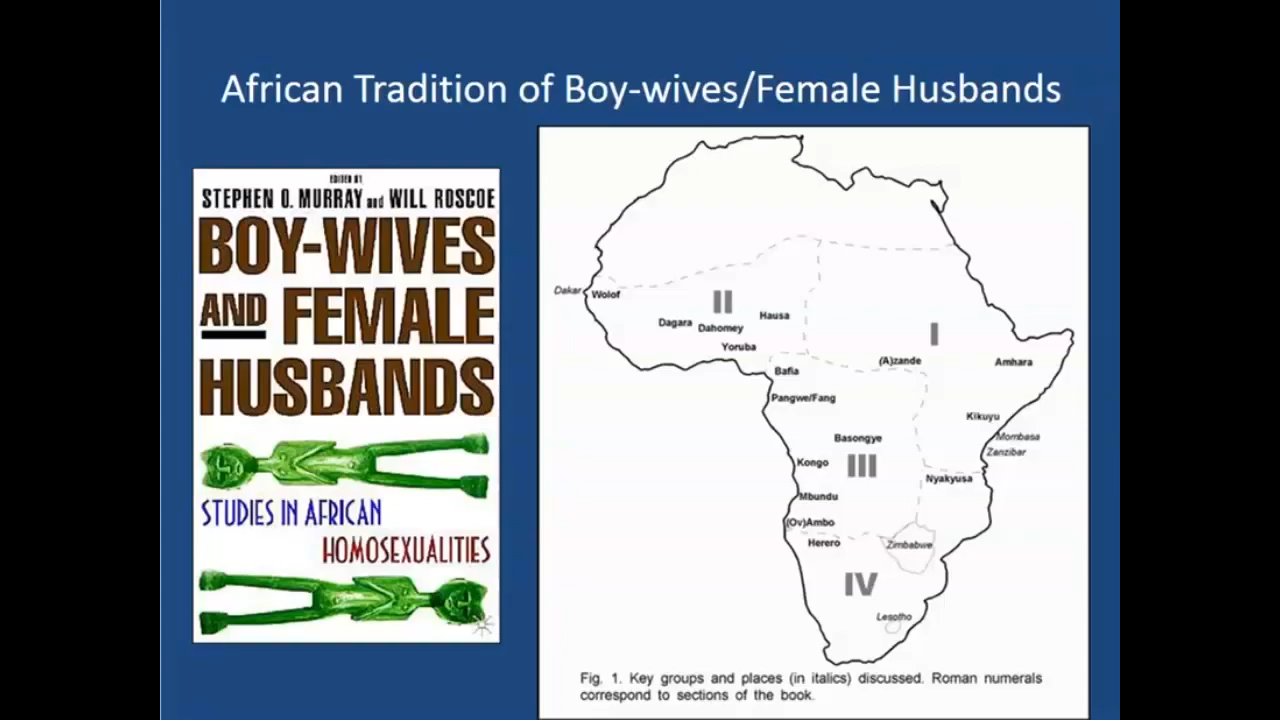 African Tradition of Boy-wives/Female Husbands
EDITED BY
STEPHEN O. MURRAY and WILL ROSCOE
BOY-WIVES
AND FEMALE
HUSBANDS
STUDIES IN AFRICAN
HOMOSEXUALITIES
Dakar
Wolof
II
Dagara
Dahomey
Hausa
Yoruba
I
(A)zande
Amhara
Bafia
Pangwe/Fang
Kikuyu
Mombasa
Zanzibar
Basongye
Kongo
III
Nyakyusa
Mbundu
(Ov)Ambo
Herero
Zimbabwe
IV
Lesotho
Fig. 1. Key groups and places (in italics) discussed. Roman numerals
correspond to sections of the book.